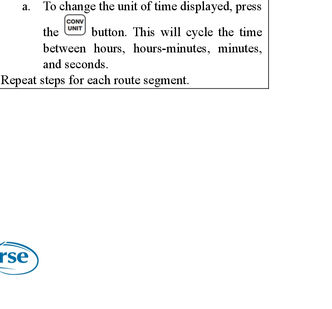 a. To change the unit of time displayed, press
the CONV UNIT button. This will cycle the time
between hours, hours-minutes, minutes,
and seconds.
Repeat steps for each route segment.
rse